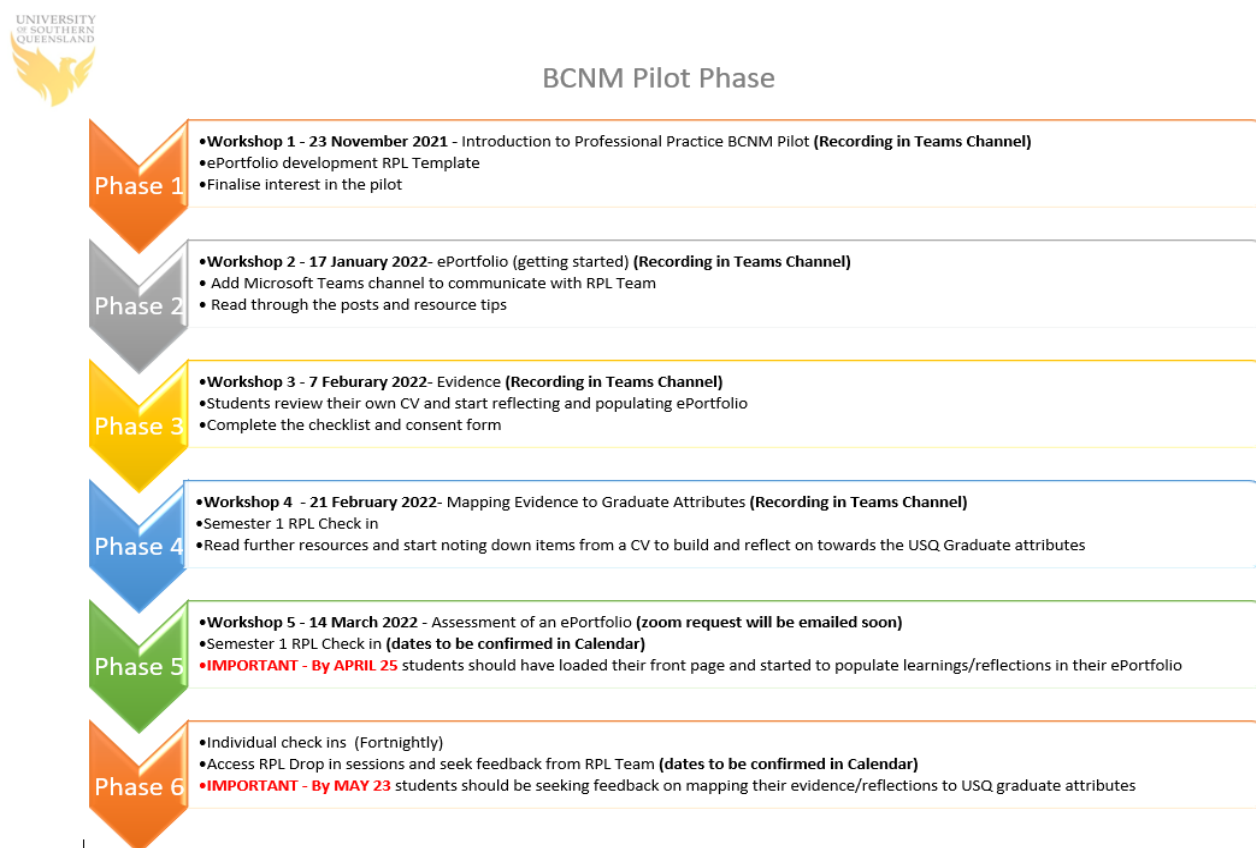 UNIVERSITY
OF SOUTHERN
QUEENSLAND
BCNM Pilot Phase
Phase 1
•Workshop 1 - 23 November 2021 - Introduction to Professional Practice BCNM Pilot (Recording in Teams Channel)
•ePortfolio development RPL Template
•Finalise interest in the pilot
Phase 2
•Workshop 2 - 17 January 2022- ePortfolio (getting started) (Recording in Teams Channel)
• Add Microsoft Teams channel to communicate with RPL Team
• Read through the posts and resource tips
Phase 3
•Workshop 3 - 7 Feburary 2022- Evidence (Recording in Teams Channel)
•Students review their own CV and start reflecting and populating ePortfolio
•Complete the checklist and consent form
Phase 4
•Workshop 4 - 21 February 2022- Mapping Evidence to Graduate Attributes (Recording in Teams Channel)
•Semester 1 RPL Check in
•Read further resources and start noting down items from a CV to build and reflect on towards the USQ Graduate attributes
Phase 5
•Workshop 5 - 14 March 2022 - Assessment of an ePortfolio (zoom request will be emailed soon)
•Semester 1 RPL Check in (dates to be confirmed in Calendar)
•IMPORTANT - By APRIL 25 students should have loaded their front page and started to populate learnings/reflections in their ePortfolio
Phase 6
•Individual check ins (Fortnightly)
•Access RPL Drop in sessions and seek feedback from RPL Team (dates to be confirmed in Calendar)
•IMPORTANT - By MAY 23 students should be seeking feedback on mapping their evidence/reflections to USQ graduate attributes